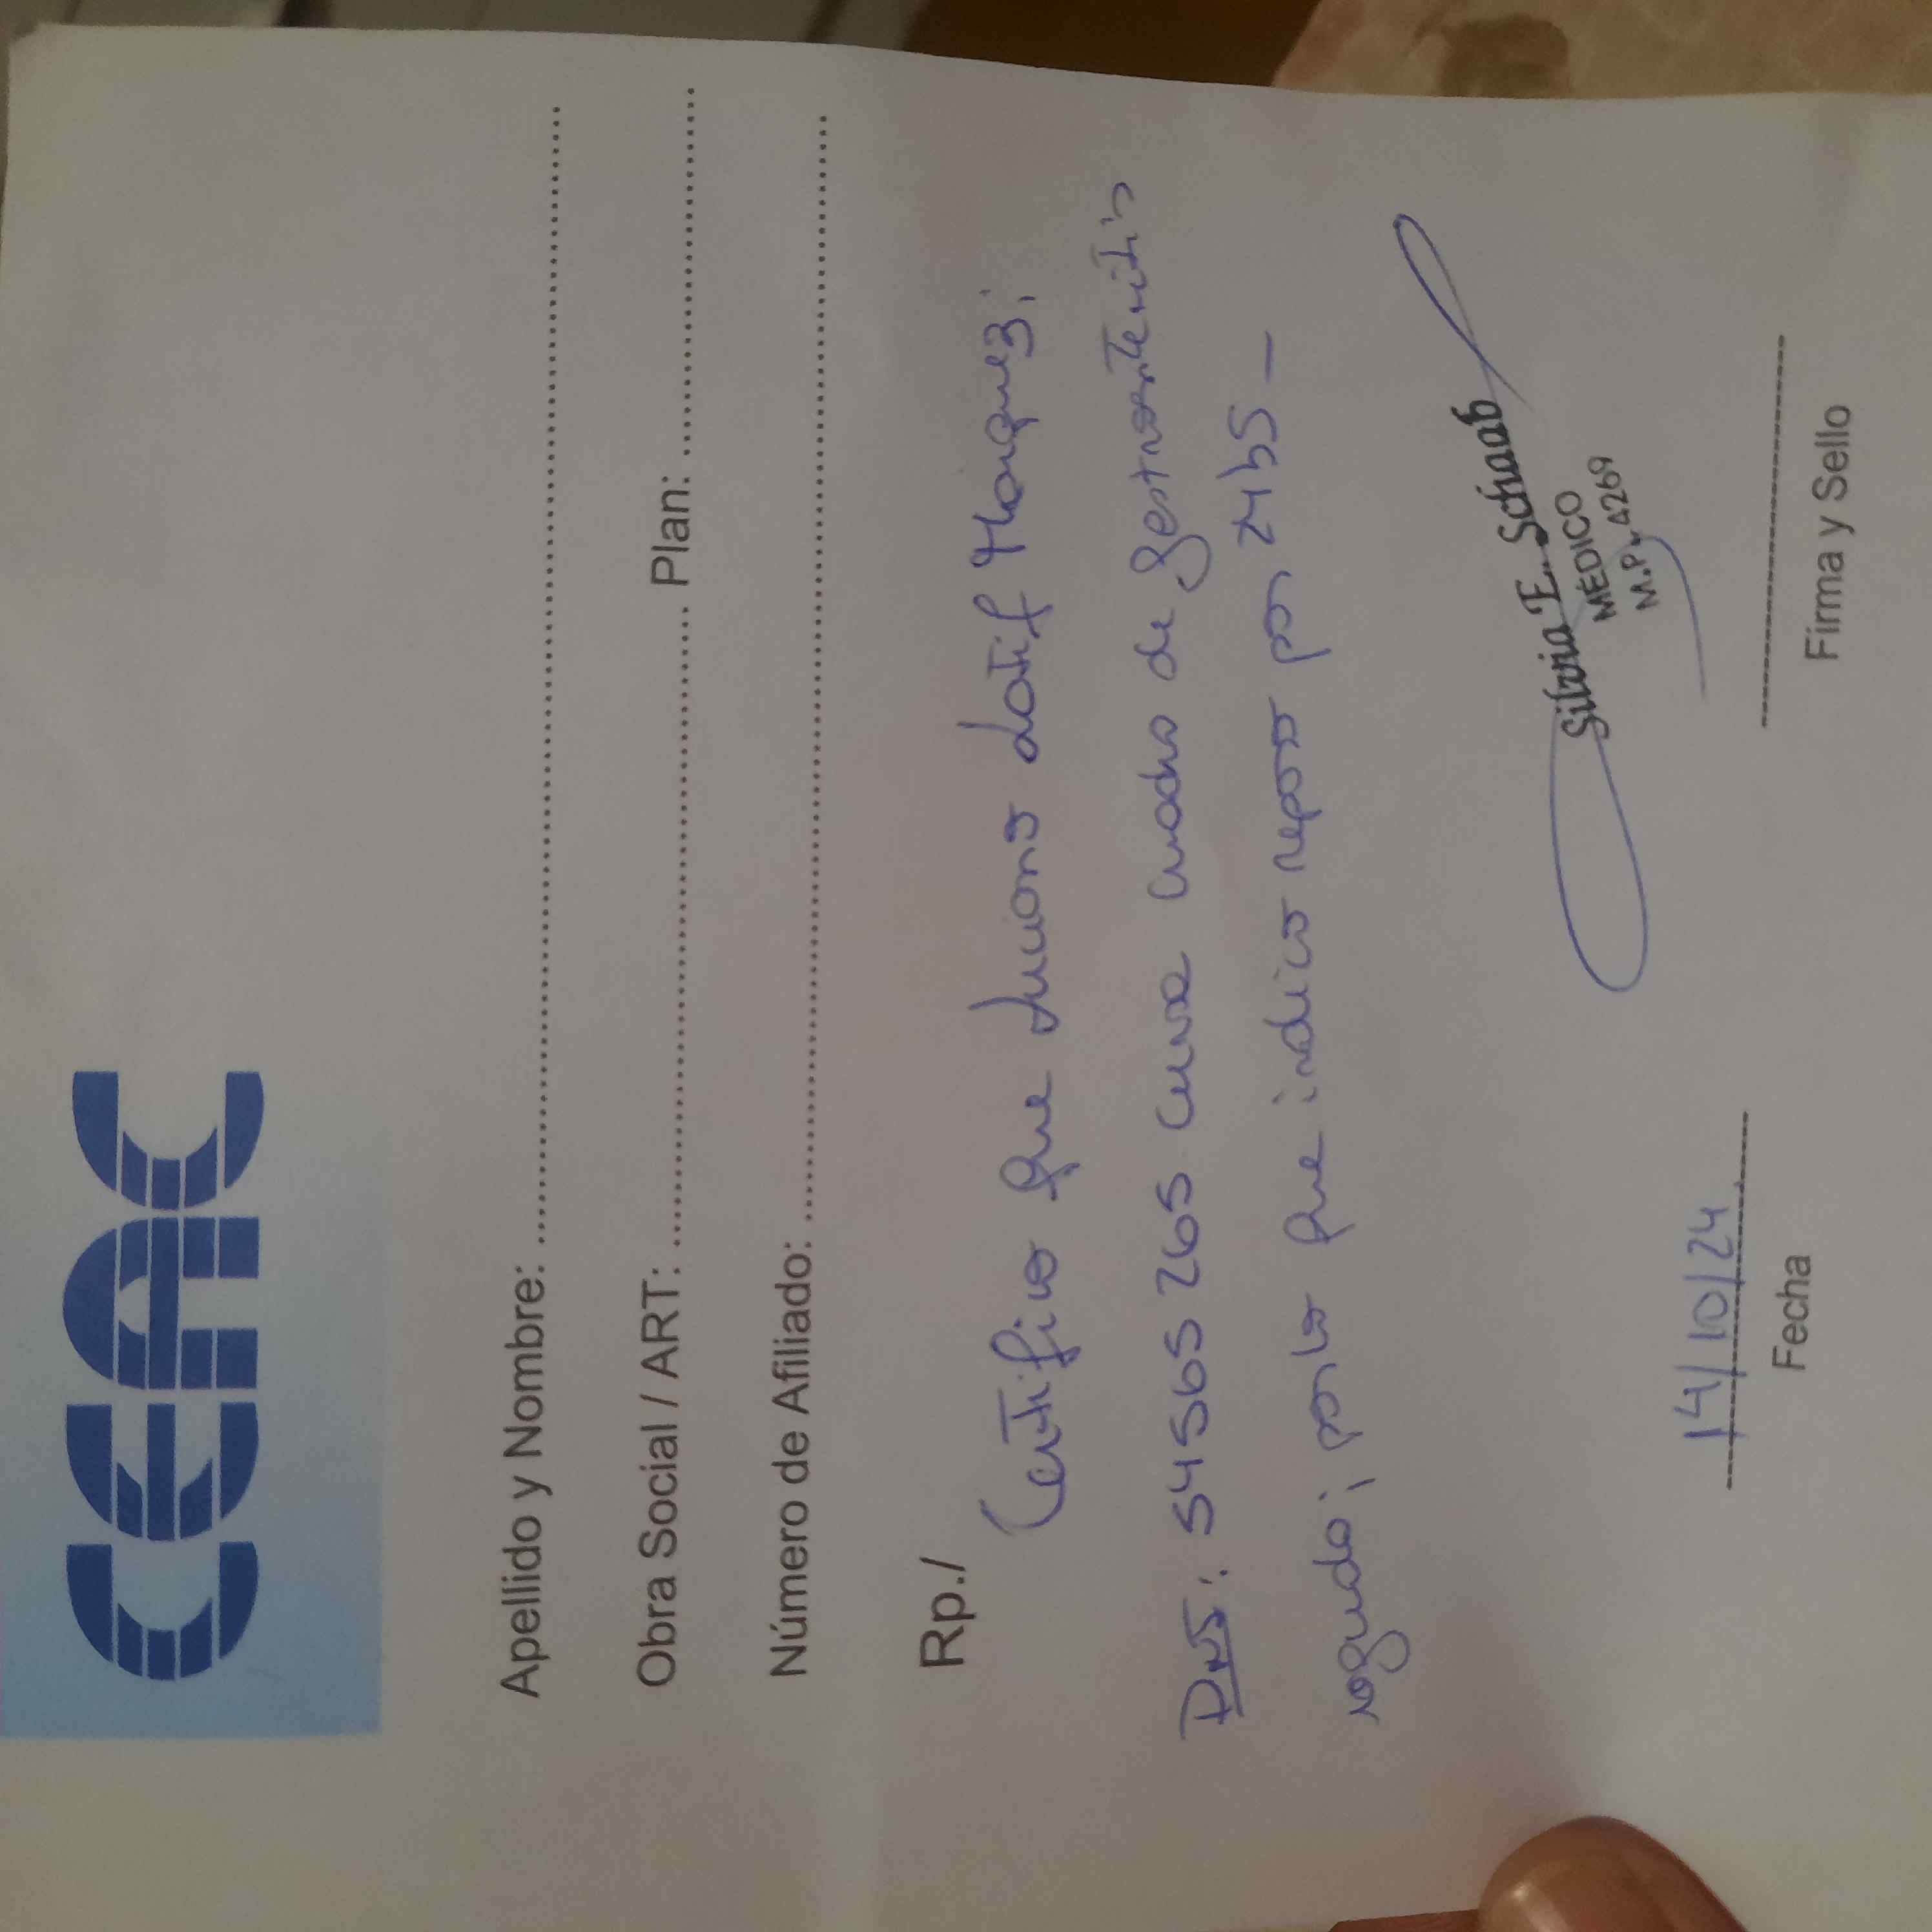 CEAC
Apellido y Nombre:
Obra Social / ART: Plan:
Número de Afiliado:
Rp./
Certifico que Luciano Latif Marquez;
DNI: 54565265 cursa cuadro de gastroenteritis
aguda; por lo que indico reposo por 24hs –
Silvia E. Schaab
MÉDICO
M.P. 4269
14/10/24
Fecha
Firma y Sello